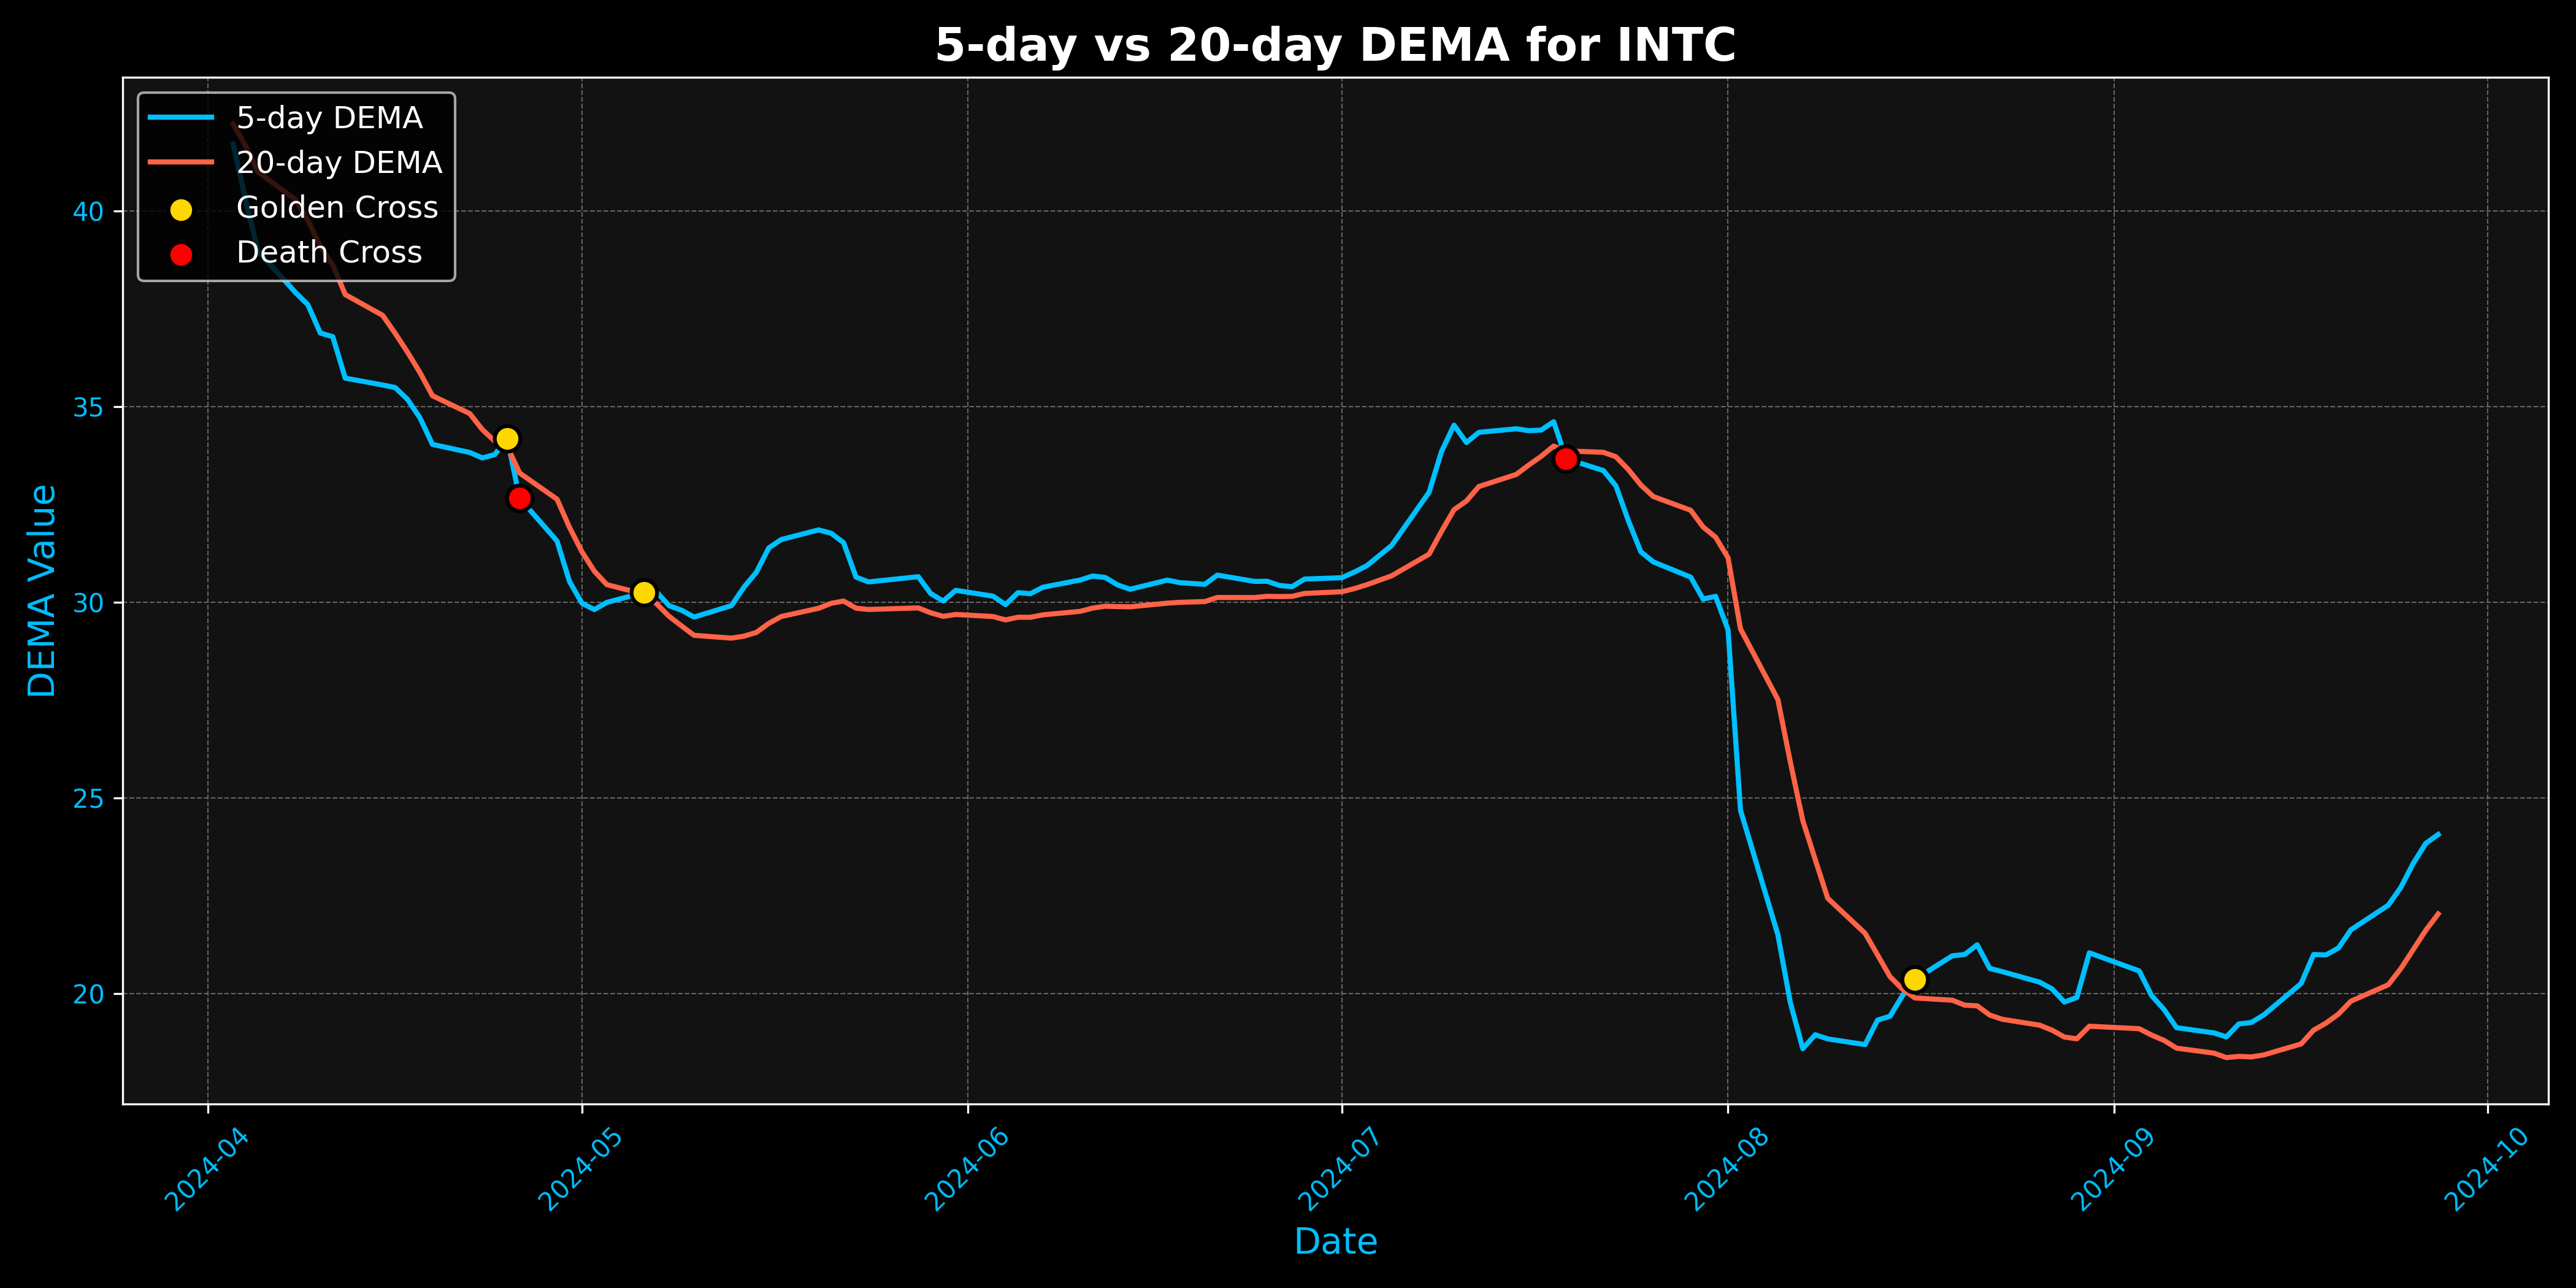 5-day vs 20-day DEMA for INTC
5-day DEMA
20-day DEMA
Golden Cross
Death Cross
DEMA Value
40
35
30
25
20
2024-04
2024-05
2024-06
2024-07
2024-08
2024-09
2024-10
Date